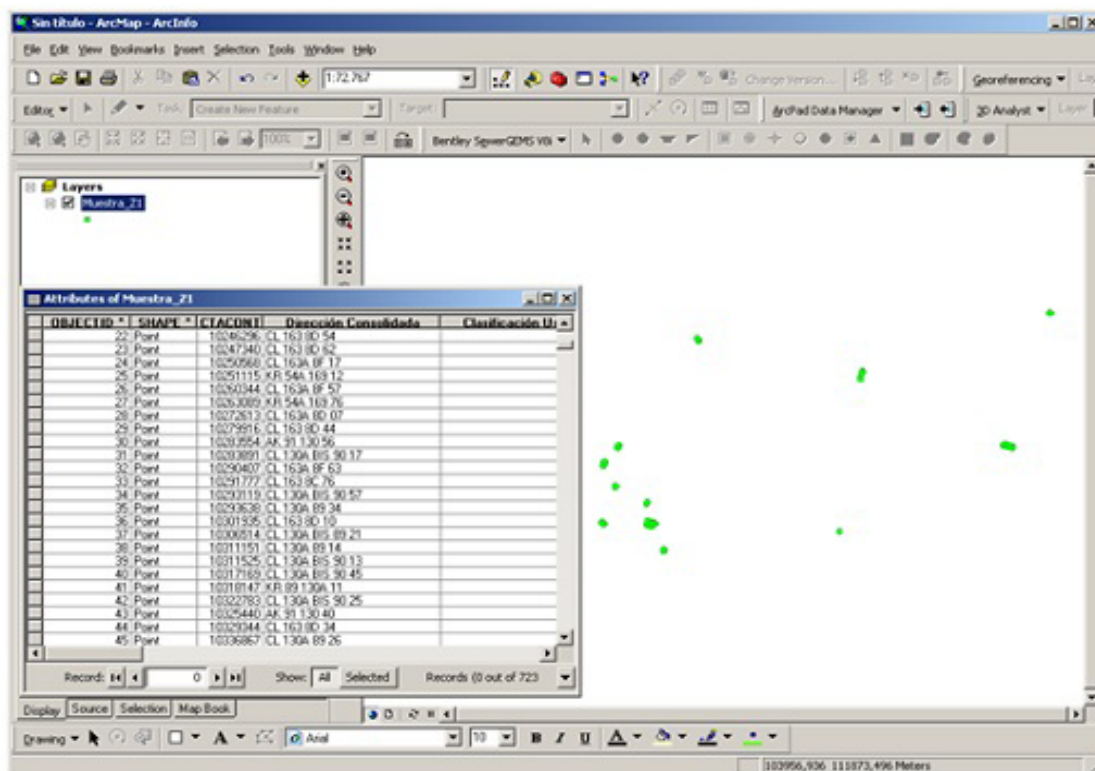 Sin título - ArcMap - ArcInfo
File Edit View Bookmarks Insert Selection Tools Window Help
1:72.767 Change Version... Georeferencing
Editor Task: Create New Feature Target: ArcPad Data Manager 3D Analyst Layer
100% Bentley SewerGEMS V8i
Layers
Muestra_21
Attributes of Muestra_21
OBJECTID * SHAPE * CTACONT Dirección Consolidada Clasificación Us
22 Point 10246296 CL 163 8D 54
23 Point 10247340 CL 163 8D 62
24 Point 10250568 CL 163A 8F 17
25 Point 10251115 KR 54A 169 12
26 Point 10260344 CL 163A 8F 57
27 Point 10263089 KR 54A 169 76
28 Point 10272613 CL 163A 8D 07
29 Point 10279916 CL 163 8D 44
30 Point 10283554 AK 91 130 56
31 Point 10283891 CL 130A BIS 90 17
32 Point 10290407 CL 163A 8F 63
33 Point 10291777 CL 163 8C 76
34 Point 10293119 CL 130A BIS 90 57
35 Point 10293638 CL 130A 89 34
36 Point 10301935 CL 163 8D 10
37 Point 10306514 CL 130A BIS 89 21
38 Point 10311151 CL 130A 89 14
39 Point 10311525 CL 130A BIS 90 13
40 Point 10317169 CL 130A BIS 90 45
41 Point 10318147 KR 89 130A 11
42 Point 10322783 CL 130A BIS 90 25
43 Point 10325440 AK 91 130 40
44 Point 10329344 CL 163 8D 34
45 Point 10336867 CL 130A 89 26
Record: 0 Show: All Selected Records (0 out of 723
Display Source Selection Map Book
Drawing Arial 10 B I U A
103956,936 111873,496 Meters